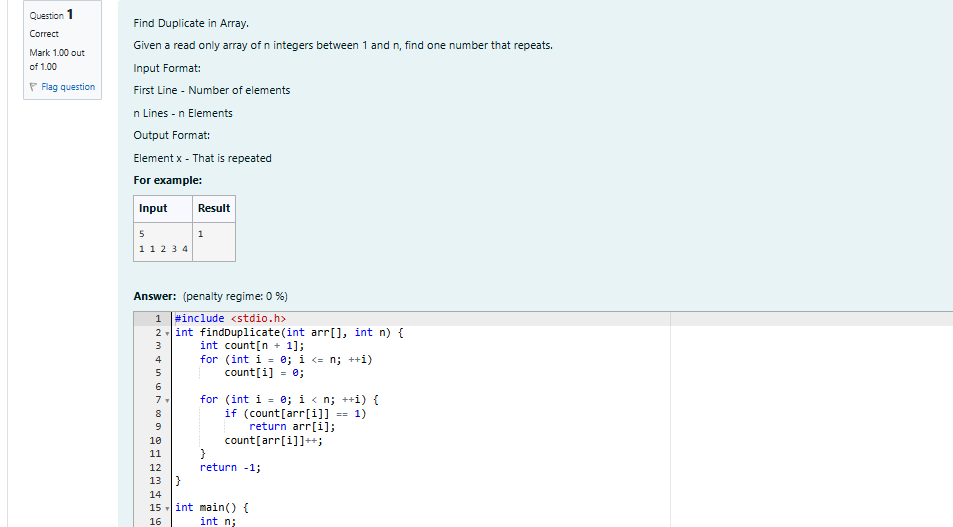 Question 1
Correct
Mark 1.00 out
of 1.00
Flag question
Find Duplicate in Array.
Given a read only array of n integers between 1 and n, find one number that repeats.
Input Format:
First Line - Number of elements
n Lines - n Elements
Output Format:
Element x - That is repeated
For example:
Input Result
5 1
1 1 2 3 4
Answer: (penalty regime: 0 %)
1 #include <stdio.h>
2 int findDuplicate(int arr[], int n) {
3 int count[n + 1];
4 for (int i = 0; i <= n; ++i)
5 count[i] = 0;
6
7 for (int i = 0; i < n; ++i) {
8 if (count[arr[i]] == 1)
9 return arr[i];
10 count[arr[i]]++;
11 }
12 return -1;
13 }
14
15 int main() {
16 int n;